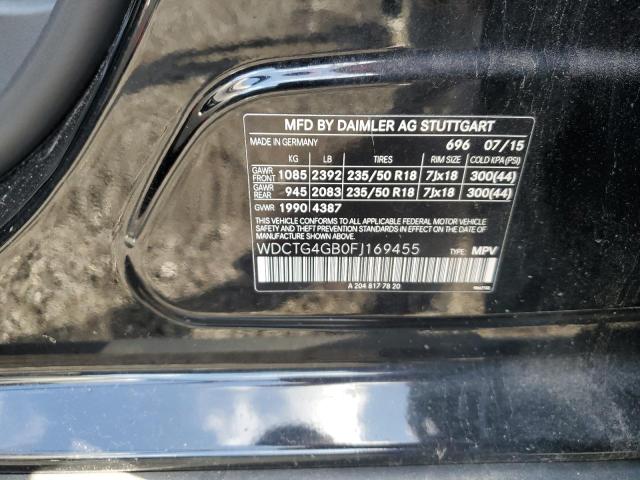 MFD BY DAIMLER AG STUTTGART
MADE IN GERMANY 696 07/15
KG LB TIRES RIM SIZE COLD KPA(PSI)
GAWR FRONT 1085 2392 235/50 R18 7Jx18 300(44)
GAWR REAR 945 2083 235/50 R18 7Jx18 300(44)
GVWR 1990 4387
THIS VEHICLE CONFORMS TO ALL APPLICABLE FEDERAL MOTOR VEHICLE
SAFETY AND THEFT PREVENTION STANDARDS IN EFFECT ON THE DATE OF
MANUFACTURE SHOWN ABOVE.
WDCTG4GB0FJ169455 TYPE: MPV
A 204 817 78 20